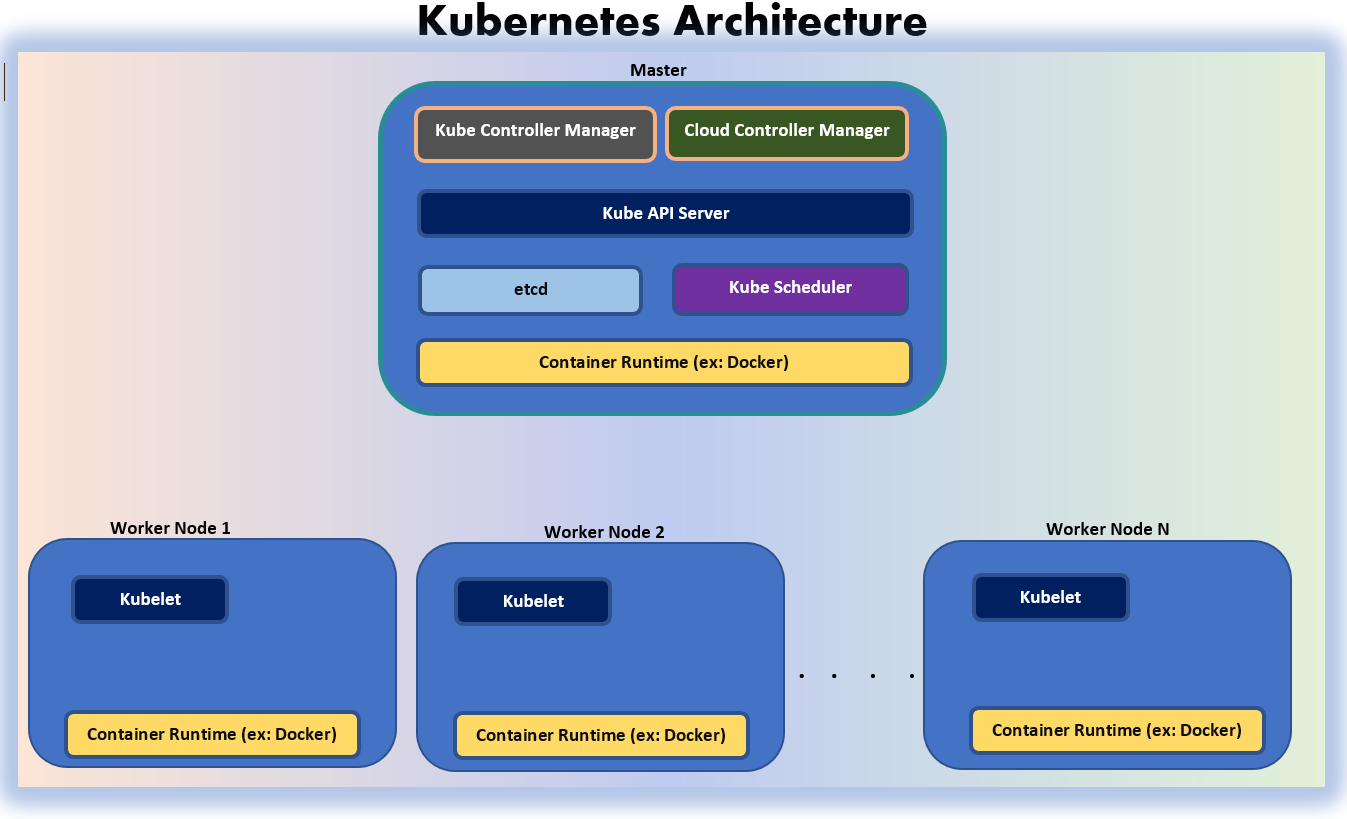 Kubernetes Architecture
Master
Kube Controller Manager
Cloud Controller Manager
Kube API Server
etcd
Kube Scheduler
Container Runtime (ex: Docker)
Worker Node 1
Worker Node 2
Worker Node N
Kubelet
Kubelet
Kubelet
. . . .
Container Runtime (ex: Docker)
Container Runtime (ex: Docker)
Container Runtime (ex: Docker)